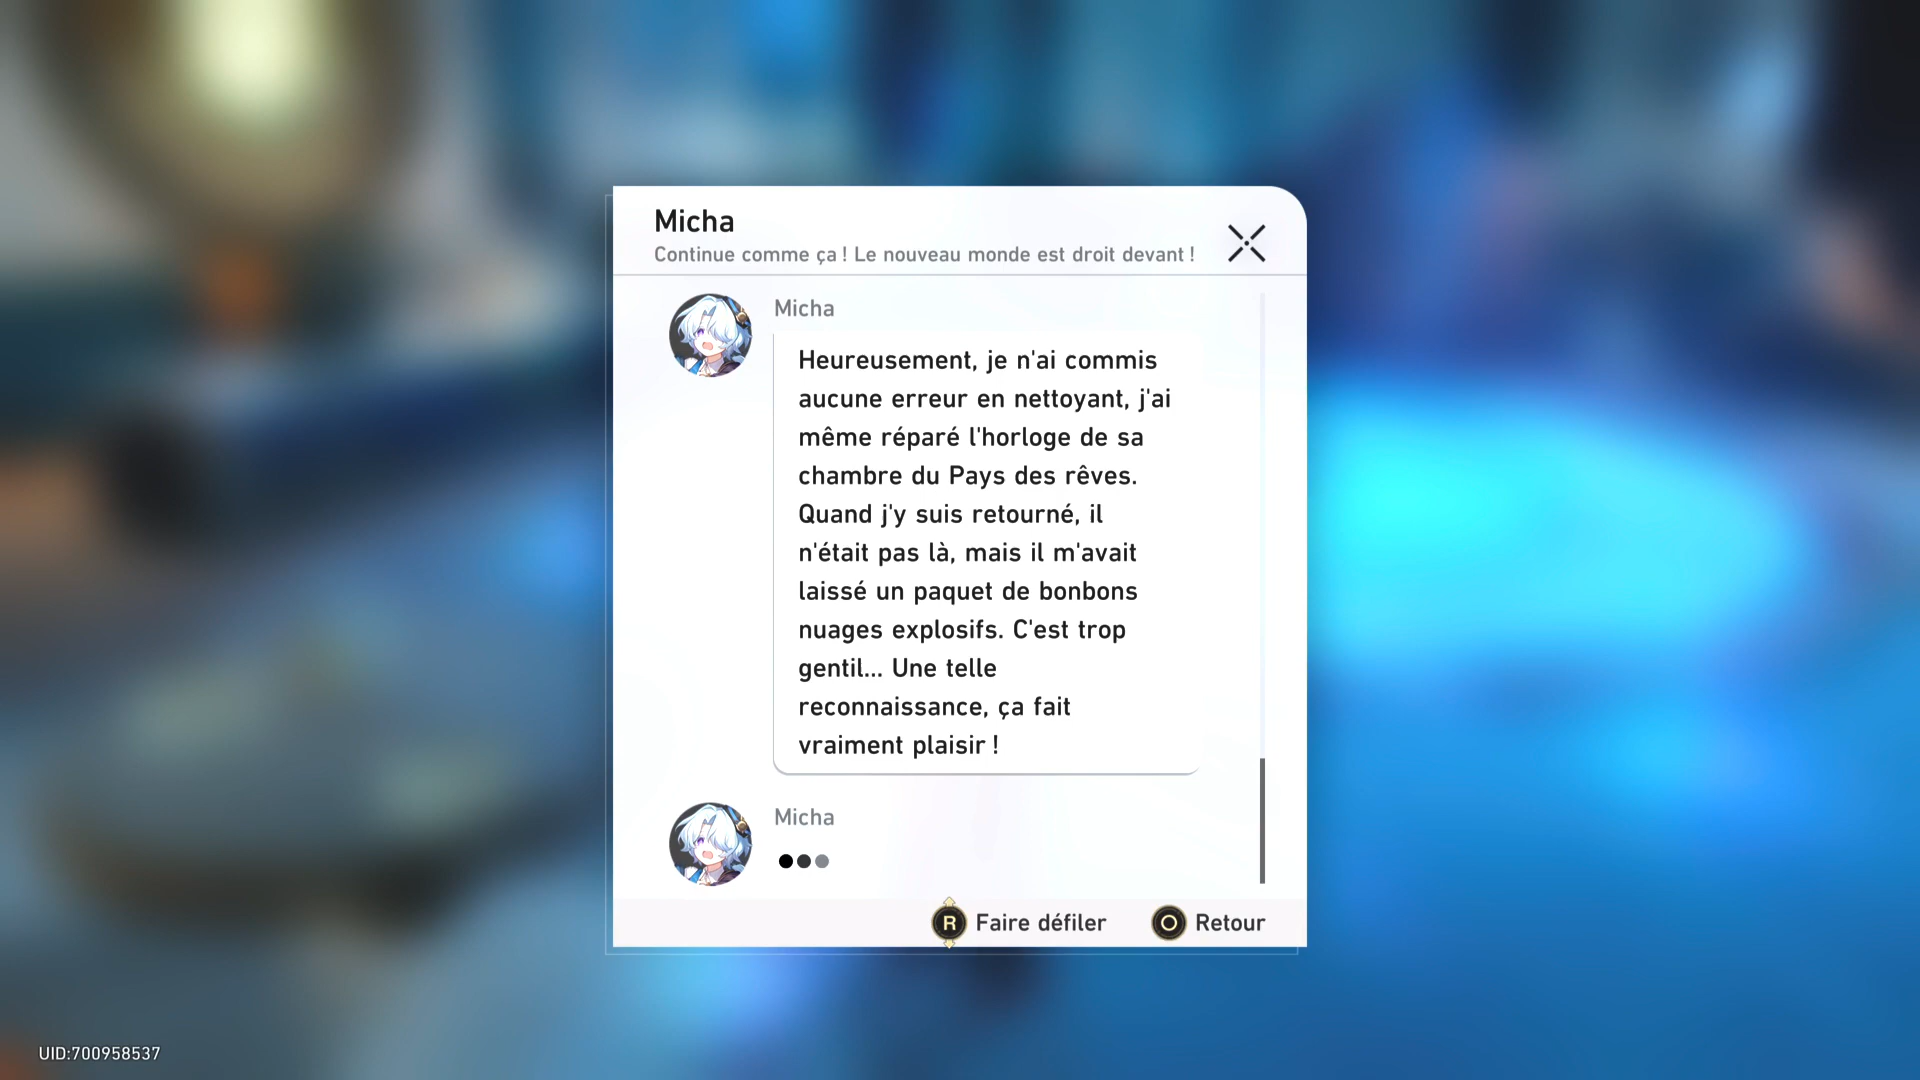 Micha
Continue comme ça ! Le nouveau monde est droit devant !
Micha
Heureusement, je n'ai commis
aucune erreur en nettoyant, j'ai
même réparé l'horloge de sa
chambre du Pays des rêves.
Quand j'y suis retourné, il
n'était pas là, mais il m'avait
laissé un paquet de bonbons
nuages explosifs. C'est trop
gentil... Une telle
reconnaissance, ça fait
vraiment plaisir !
Micha
R Faire défiler
Retour
UID:700958537